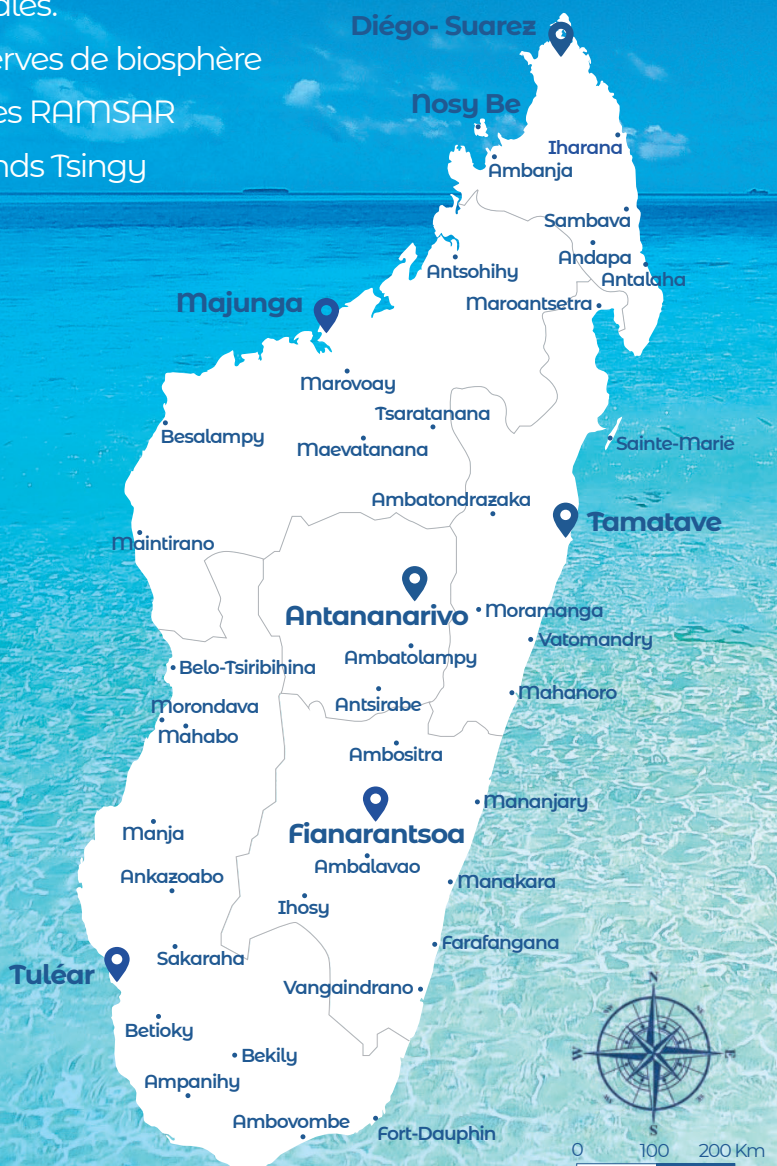 ales.
erves de biosphère
es RAMSAR
nds Tsingy
Diégo- Suarez
Nosy Be
Iharana
Ambanja
Sambava
Andapa
Antsohihy
Antalaha
Majunga
Maroantsetra
Marovoay
Tsaratanana
Besalampy
Maevatanana
Sainte-Marie
Ambatondrazaka
Tamatave
Maintirano
Antananarivo
Moramanga
Vatomandry
Ambatolampy
Belo-Tsiribihina
Mahanoro
Morondava
Antsirabe
Mahabo
Ambositra
Mananjary
Manja
Fianarantsoa
Ambalavao
Ankazoabo
Manakara
Ihosy
Farafangana
Sakaraha
Tuléar
Vangaindrano
Betioky
Bekily
Ampanihy
Ambovombe
Fort-Dauphin
N
W
E
S
0 100 200 Km